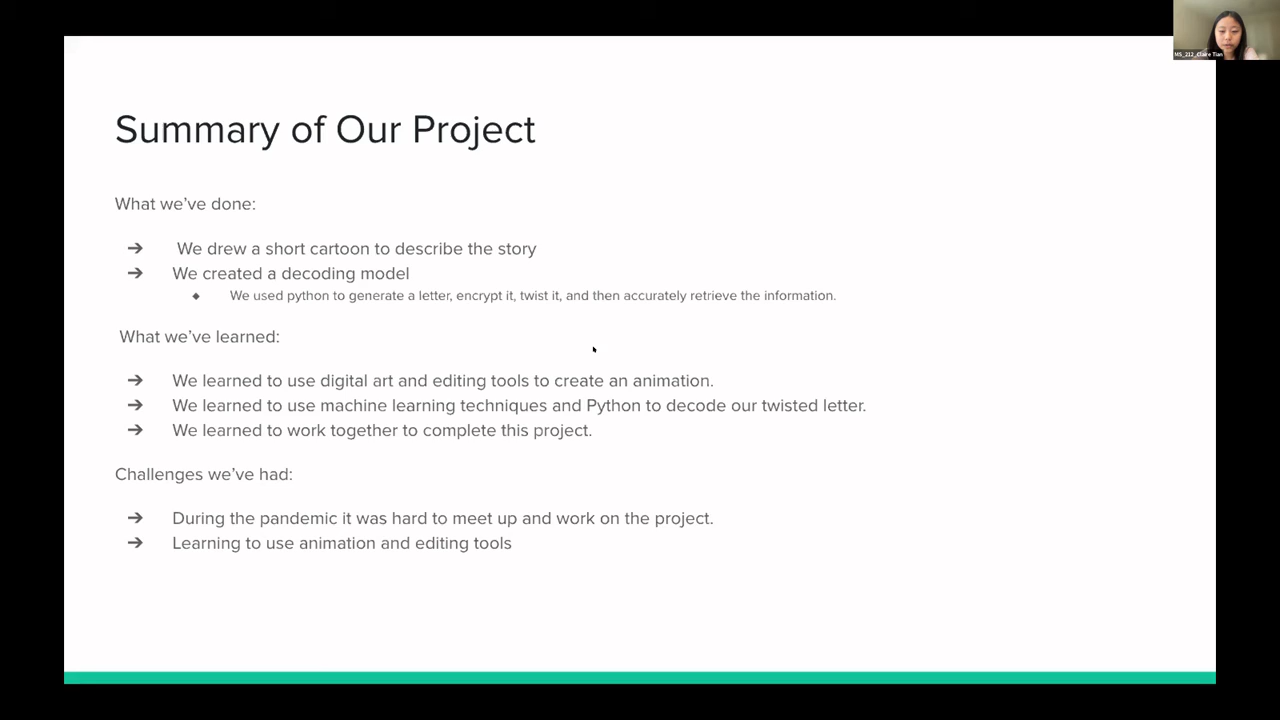 MS_212_Claire Tian
Summary of Our Project
What we've done:
➔ We drew a short cartoon to describe the story
➔ We created a decoding model
◆ We used python to generate a letter, encrypt it, twist it, and then accurately retrieve the information.
What we've learned:
➔ We learned to use digital art and editing tools to create an animation.
➔ We learned to use machine learning techniques and Python to decode our twisted letter.
➔ We learned to work together to complete this project.
Challenges we've had:
➔ During the pandemic it was hard to meet up and work on the project.
➔ Learning to use animation and editing tools